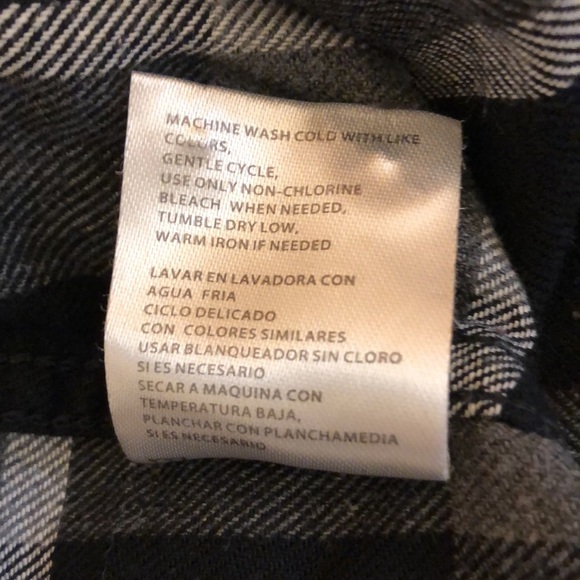 MACHINE WASH COLD WITH LIKE
COLORS,
GENTLE CYCLE,
USE ONLY NON-CHLORINE
BLEACH WHEN NEEDED,
TUMBLE DRY LOW,
WARM IRON IF NEEDED
LAVAR EN LAVADORA CON
AGUA FRIA
CICLO DELICADO
CON COLORES SIMILARES
USAR BLANQUEADOR SIN CLORO
SI ES NECESARIO
SECAR A MAQUINA CON
TEMPERATURA BAJA,
PLANCHAR CON PLANCHAMEDIA
SI ES NECESARIO